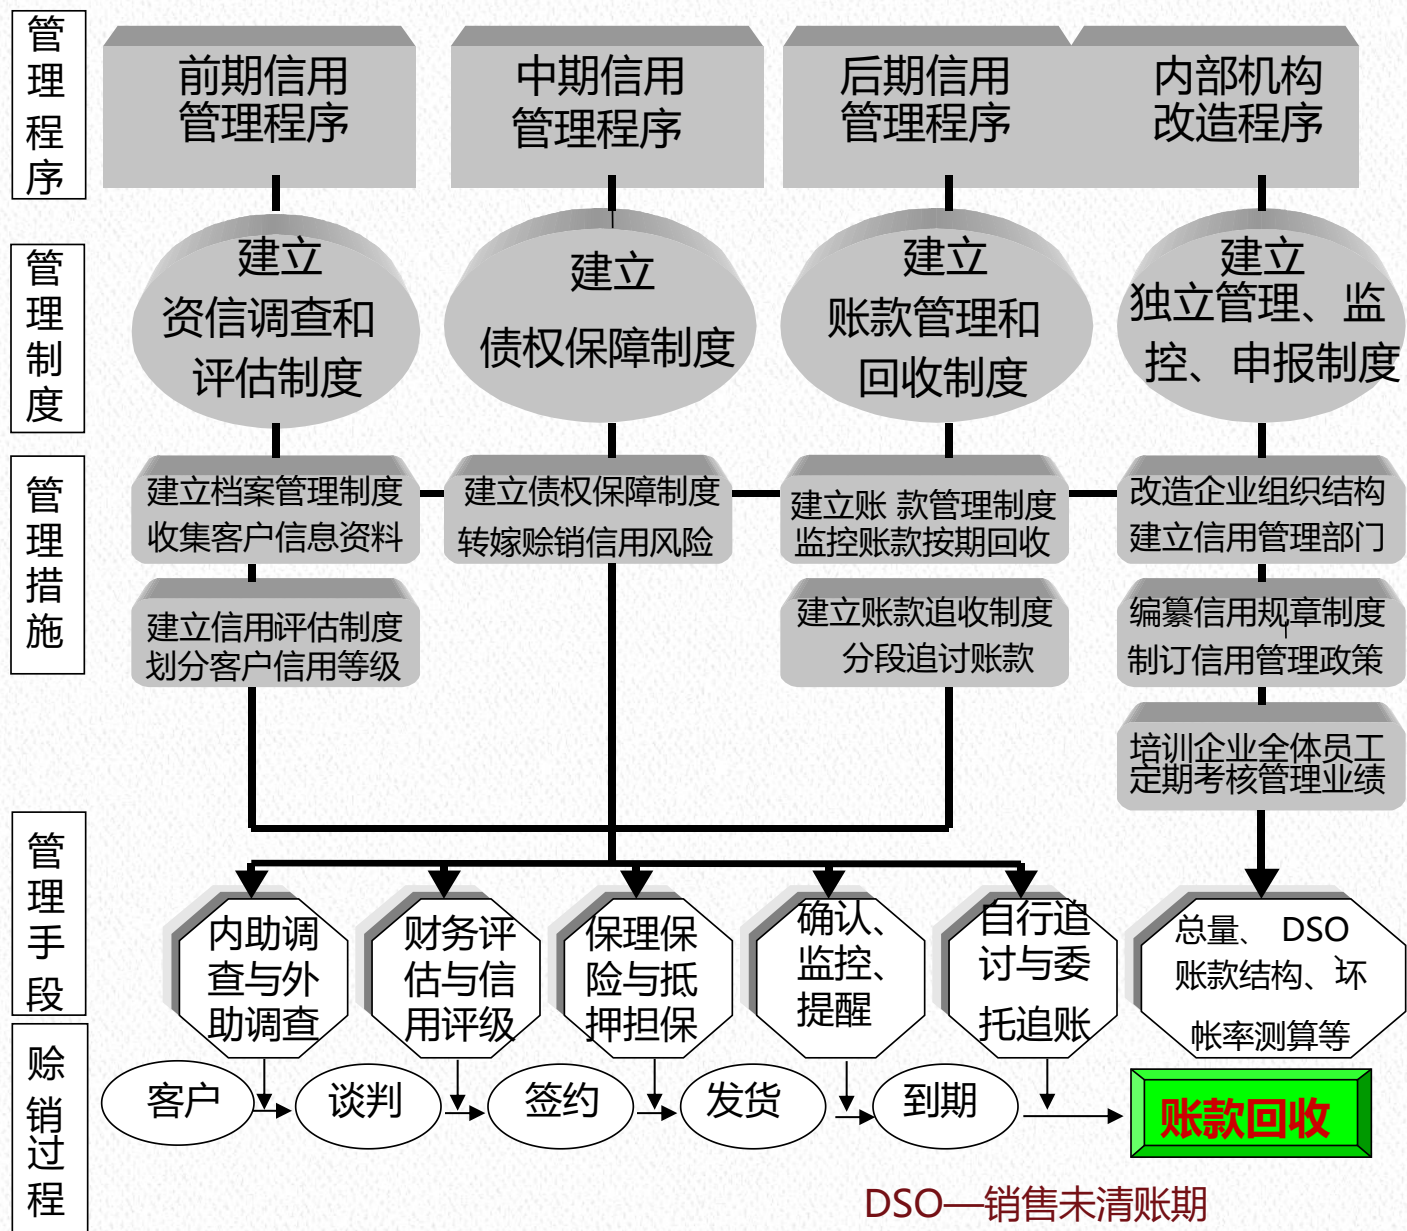 管理程序
前期信用
管理程序
中期信用
管理程序
后期信用
管理程序
内部机构
改造程序
管理制度
建立
资信调查和
评估制度
建立
债权保障制度
建立
账款管理和
回收制度
建立
独立管理、监
控、申报制度
管理措施
建立档案管理制度
收集客户信息资料
建立债权保障制度
转嫁赊销信用风险
建立账 款管理制度
监控账款按期回收
改造企业组织结构
建立信用管理部门
建立信用评估制度
划分客户信用等级
建立账款追收制度
分段追讨账款
编纂信用规章制度
制订信用管理政策
培训企业全体员工
定期考核管理业绩
管理手段
内助调
查与外
助调查
财务评
估与信
用评级
保理保
险与抵
押担保
确认、
监控、
提醒
自行追
讨与委
托追账
总量、 DSO、
账款结构、坏
帐率测算等
赊销过程
客户
谈判
签约
发货
到期
账款回收
DSO—销售未清账期